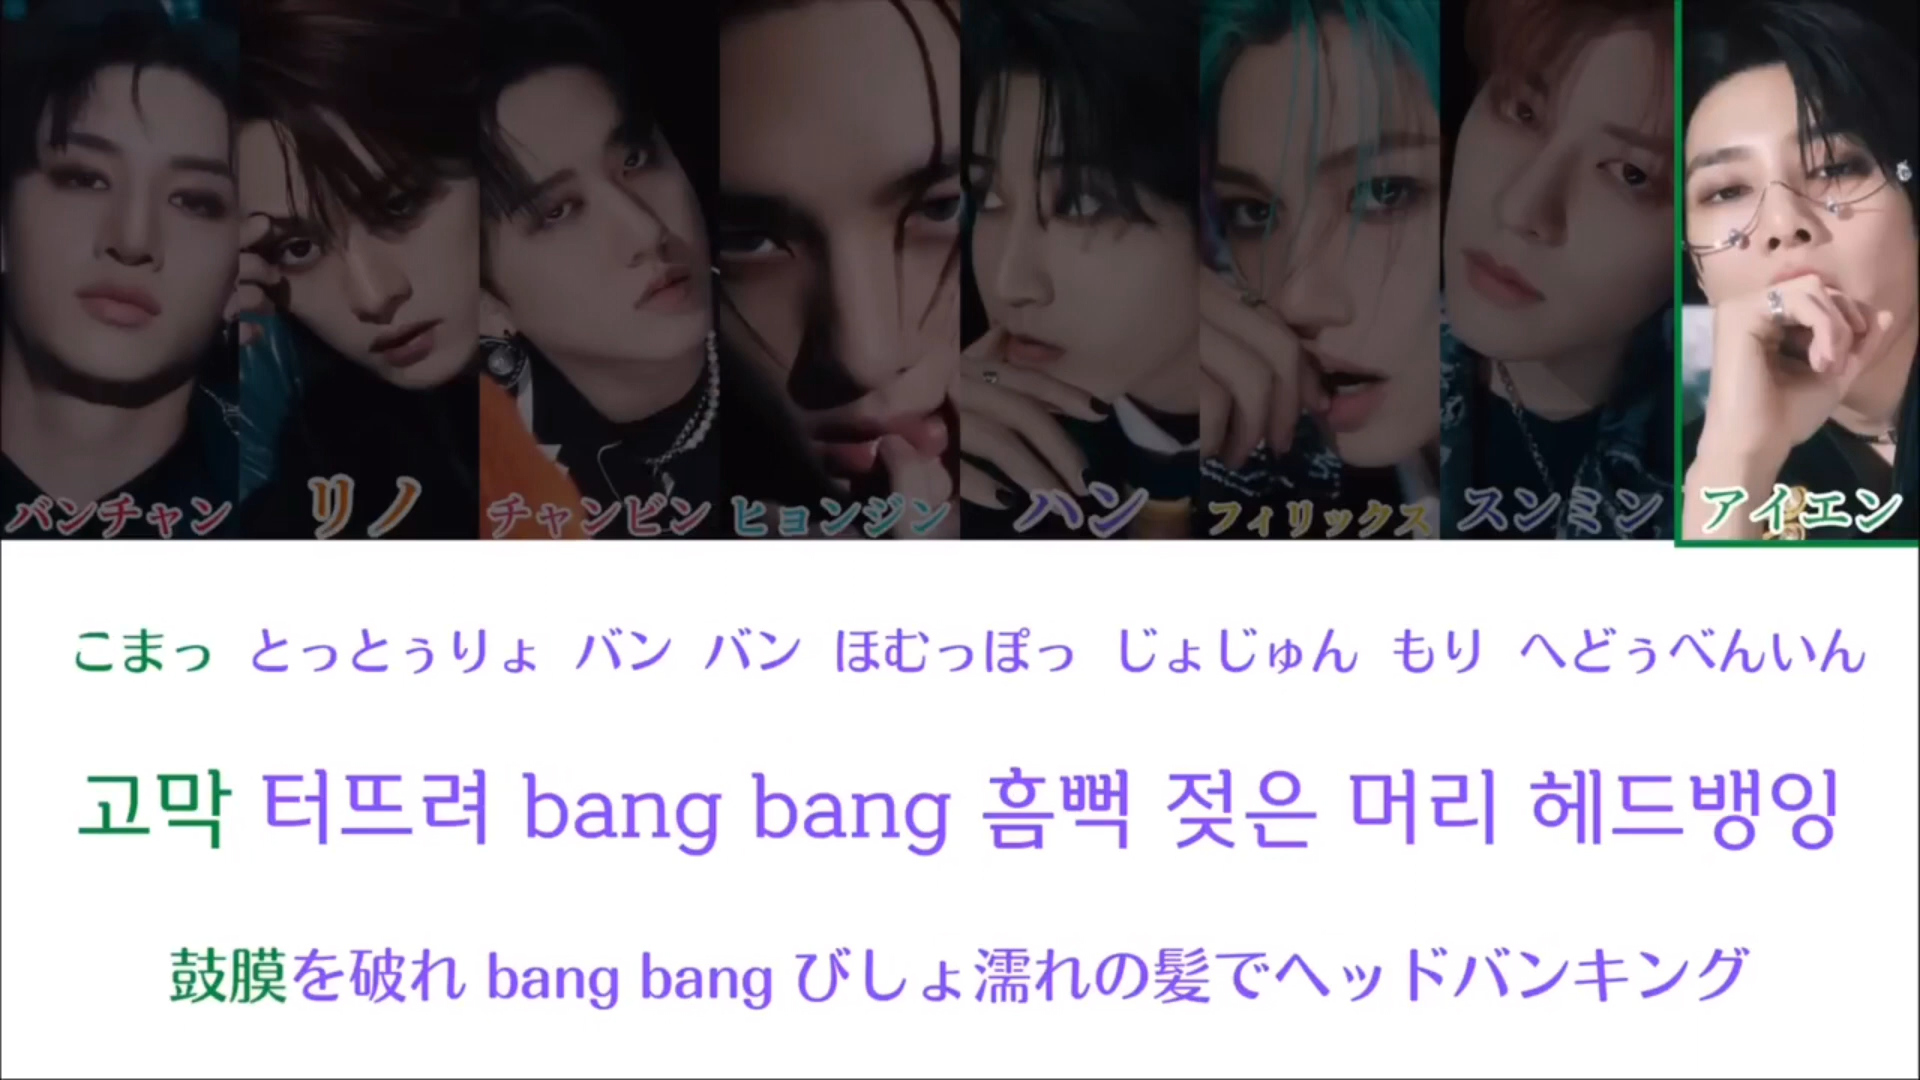 バンチャン リノ チャンビン ヒョンジン ハン フィリックス スンミン アイエン
こまっ とっとぅりょ バン バン ほむっぽっ じょじゅん もり へどぅべんいん
고막 터뜨려 bang bang 흠뻑 젖은 머리 헤드뱅잉
鼓膜を破れ bang bang びしょ濡れの髪でヘッドバンキング